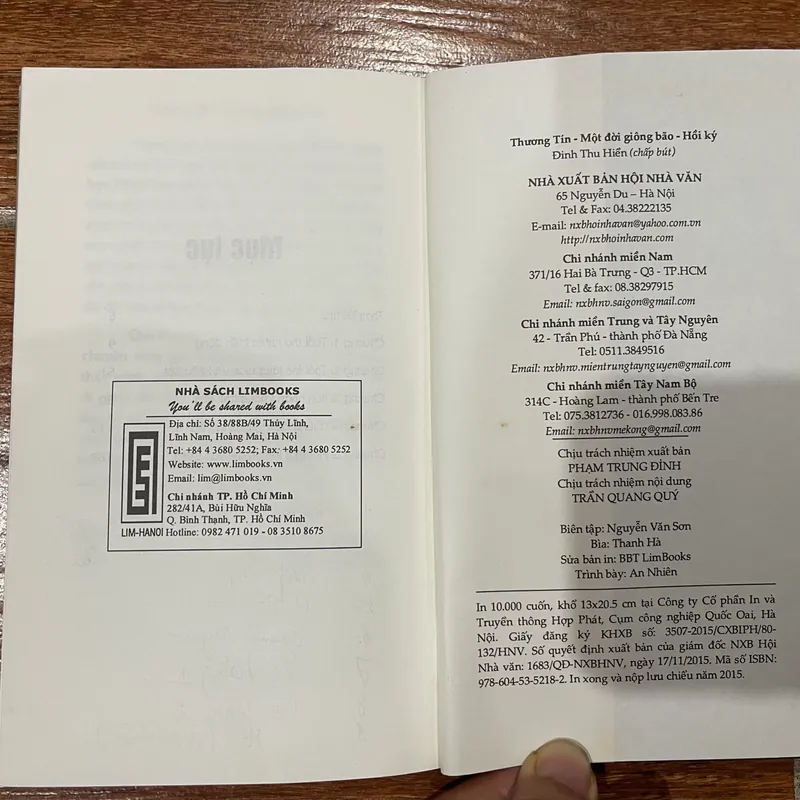 NHÀ SÁCH LIMBOOKS
You'll be shared with books
Địa chỉ: Số 38/88B/49 Thúy Lĩnh,
Lĩnh Nam, Hoàng Mai, Hà Nội
Tel: +84 4 3680 5252; Fax: +84 4 3680 5252
Website: www.limbooks.vn
Email: lim@limbooks.vn
Chi nhánh TP. Hồ Chí Minh
282/41A, Bùi Hữu Nghĩa
Q. Bình Thạnh, TP. Hồ Chí Minh
LIM-HANOI Hotline: 0982 471 019 - 08 3510 8675
Thương Tín - Một đời giông bão - Hồi ký
Đinh Thu Hiền (chấp bút)
NHÀ XUẤT BẢN HỘI NHÀ VĂN
65 Nguyễn Du – Hà Nội
Tel & Fax: 04.38222135
E-mail: nxbhoinhavan@yahoo.com.vn
http://nxbhoinhavan.com
Chi nhánh miền Nam
371/16 Hai Bà Trưng - Q3 - TP.HCM
Tel & fax: 08.38297915
Email: nxbhnv.saigon@gmail.com
Chi nhánh miền Trung và Tây Nguyên
42 - Trần Phú - thành phố Đà Nẵng
Tel: 0511.3849516
Email: nxbhnv.mientrungtaynguyen@gmail.com
Chi nhánh miền Tây Nam Bộ
314C - Hoàng Lam - thành phố Bến Tre
Tel: 075.3812736 - 016.998.083.86
Email: nxbhnvmekong@gmail.com
Chịu trách nhiệm xuất bản
PHẠM TRUNG ĐỈNH
Chịu trách nhiệm nội dung
TRẦN QUANG QUÝ
Biên tập: Nguyễn Văn Sơn
Bìa: Thanh Hà
Sửa bản in: BBT LimBooks
Trình bày: An Nhiên
In 10.000 cuốn, khổ 13x20.5 cm tại Công ty Cổ phần In và
Truyền thông Hợp Phát, Cụm công nghiệp Quốc Oai, Hà
Nội. Giấy đăng ký KHXB số: 3507-2015/CXBIPH/80-
132/HNV. Số quyết định xuất bản của giám đốc NXB Hội
Nhà văn: 1683/QĐ-NXBHNV, ngày 17/11/2015. Mã số ISBN:
978-604-53-5218-2. In xong và nộp lưu chiểu năm 2015.